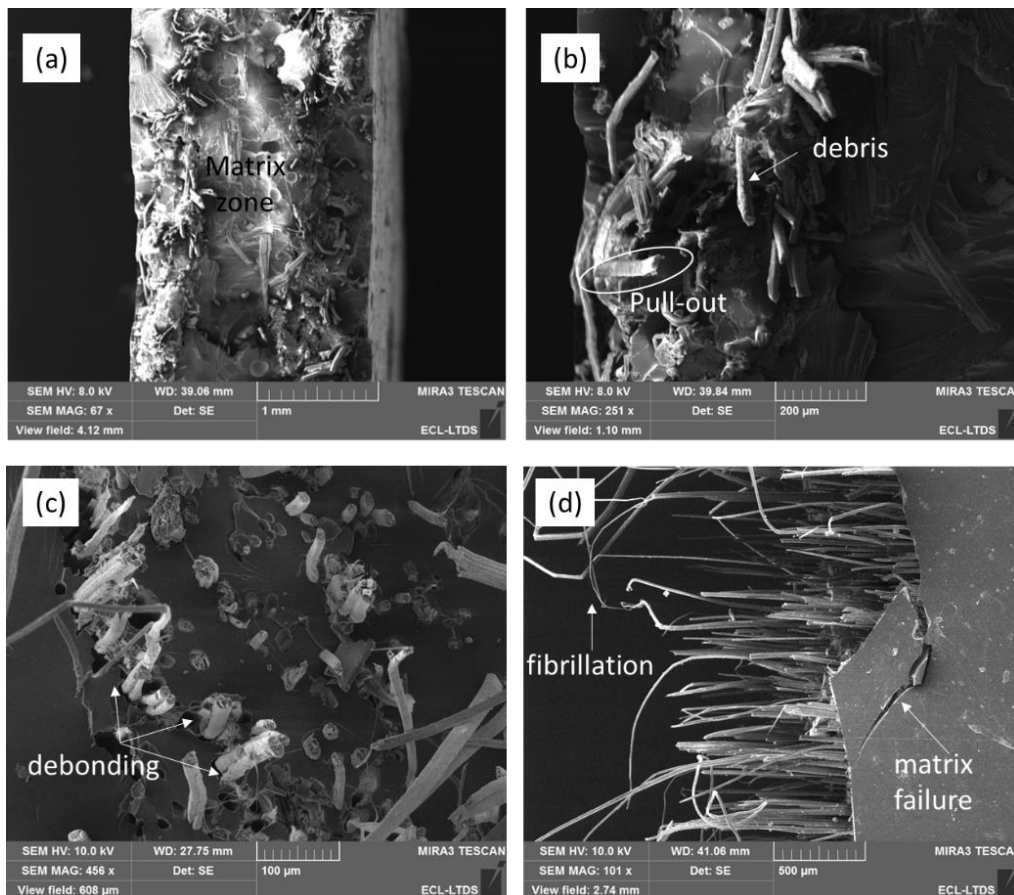 (a)
Matrix
zone
SEM HV: 8.0 kV WD: 39.06 mm MIRA3 TESCAN
SEM MAG: 67 x Det: SE 1 mm
View field: 4.12 mm ECL-LTDS
(b)
debris
Pull-out
SEM HV: 8.0 kV WD: 39.84 mm MIRA3 TESCAN
SEM MAG: 251 x Det: SE 200 µm
View field: 1.10 mm ECL-LTDS
(c)
debonding
SEM HV: 10.0 kV WD: 27.75 mm MIRA3 TESCAN
SEM MAG: 456 x Det: SE 100 µm
View field: 608 µm ECL-LTDS
(d)
fibrillation
matrix
failure
SEM HV: 10.0 kV WD: 41.06 mm MIRA3 TESCAN
SEM MAG: 101 x Det: SE 500 µm
View field: 2.74 mm ECL-LTDS